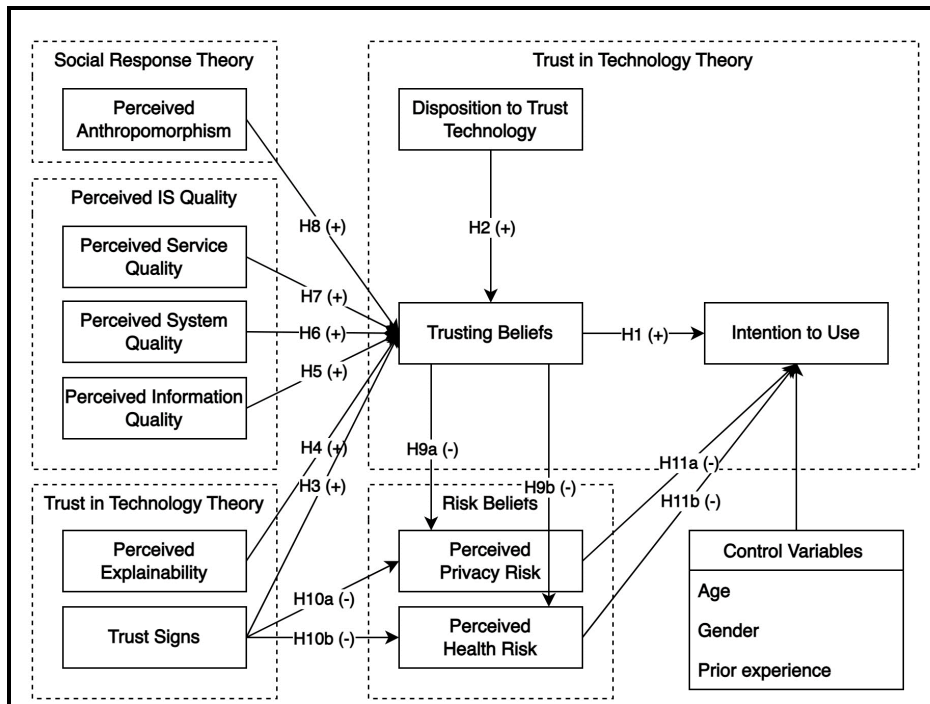 Social Response Theory
Perceived
Anthropomorphism
Perceived IS Quality
Perceived Service
Quality
Perceived System
Quality
Perceived Information
Quality
Trust in Technology Theory
Perceived
Explainability
Trust Signs
Trust in Technology Theory
Disposition to Trust
Technology
Trusting Beliefs
Intention to Use
H8 (+)
H2 (+)
H7 (+)
H6 (+)
H1 (+)
H5 (+)
H4 (+)
H3 (+)
H9a (-)
H9b (-)
H11a (-)
H11b (-)
H10a (-)
H10b (-)
Risk Beliefs
Perceived
Privacy Risk
Perceived
Health Risk
Control Variables
Age
Gender
Prior experience